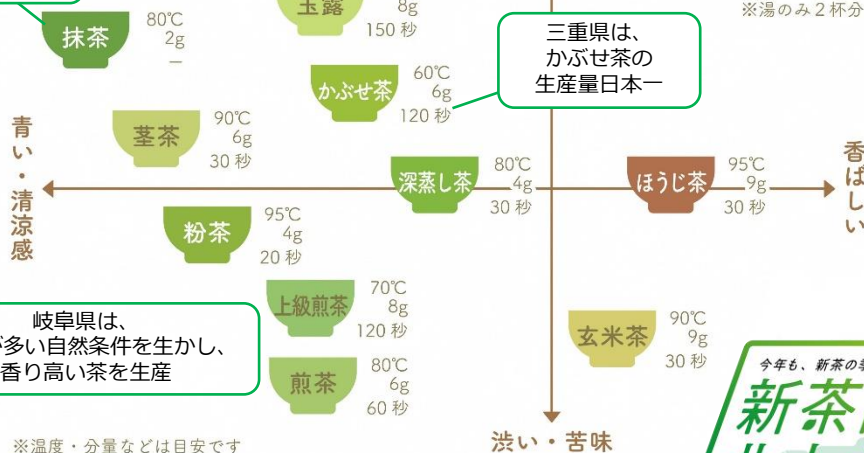 玉露
8g
150 秒
※湯のみ2杯分
抹茶
80℃
2g
—
三重県は、
かぶせ茶の
生産量日本一
かぶせ茶
60℃
6g
120 秒
茎茶
90℃
6g
30 秒
青い・清涼感
深蒸し茶
80℃
4g
30 秒
ほうじ茶
95℃
9g
30 秒
香ばしい
粉茶
95℃
4g
20 秒
上級煎茶
70℃
8g
120 秒
岐阜県は、
多い自然条件を生かし、
香り高い茶を生産
煎茶
80℃
6g
60 秒
玄米茶
90℃
9g
30 秒
今年も、新茶の
新茶
渋い・苦味
※温度・分量などは目安です